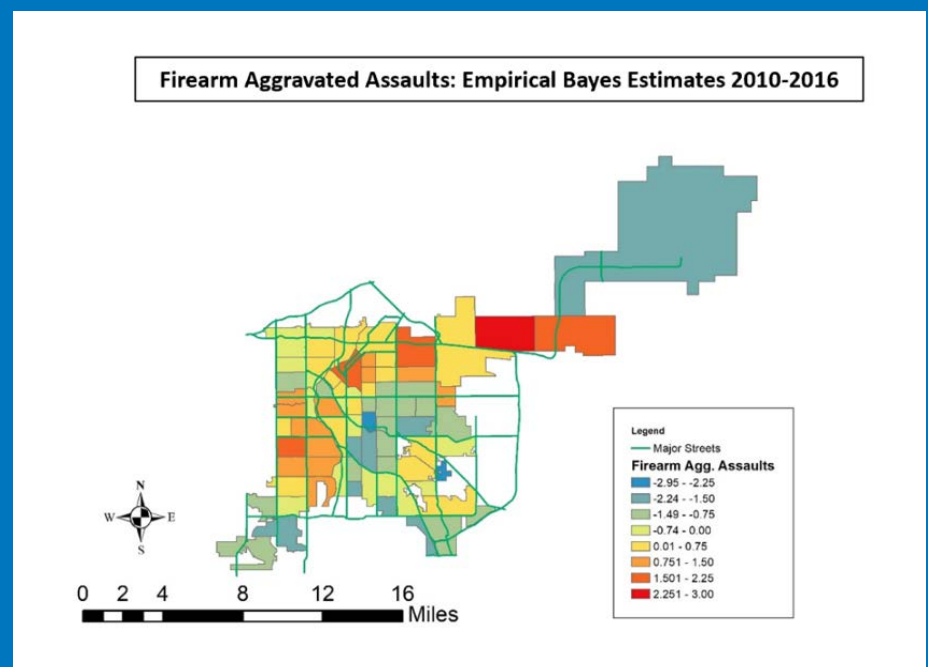 Firearm Aggravated Assaults: Empirical Bayes Estimates 2010-2016
Legend
Major Streets
Firearm Agg. Assaults
-2.95 - -2.25
-2.24 - -1.50
-1.49 - -0.75
-0.74 - 0.00
0.01 - 0.75
0.751 - 1.50
1.501 - 2.25
2.251 - 3.00
N
W E
S
0 2 4 8 12 16
Miles